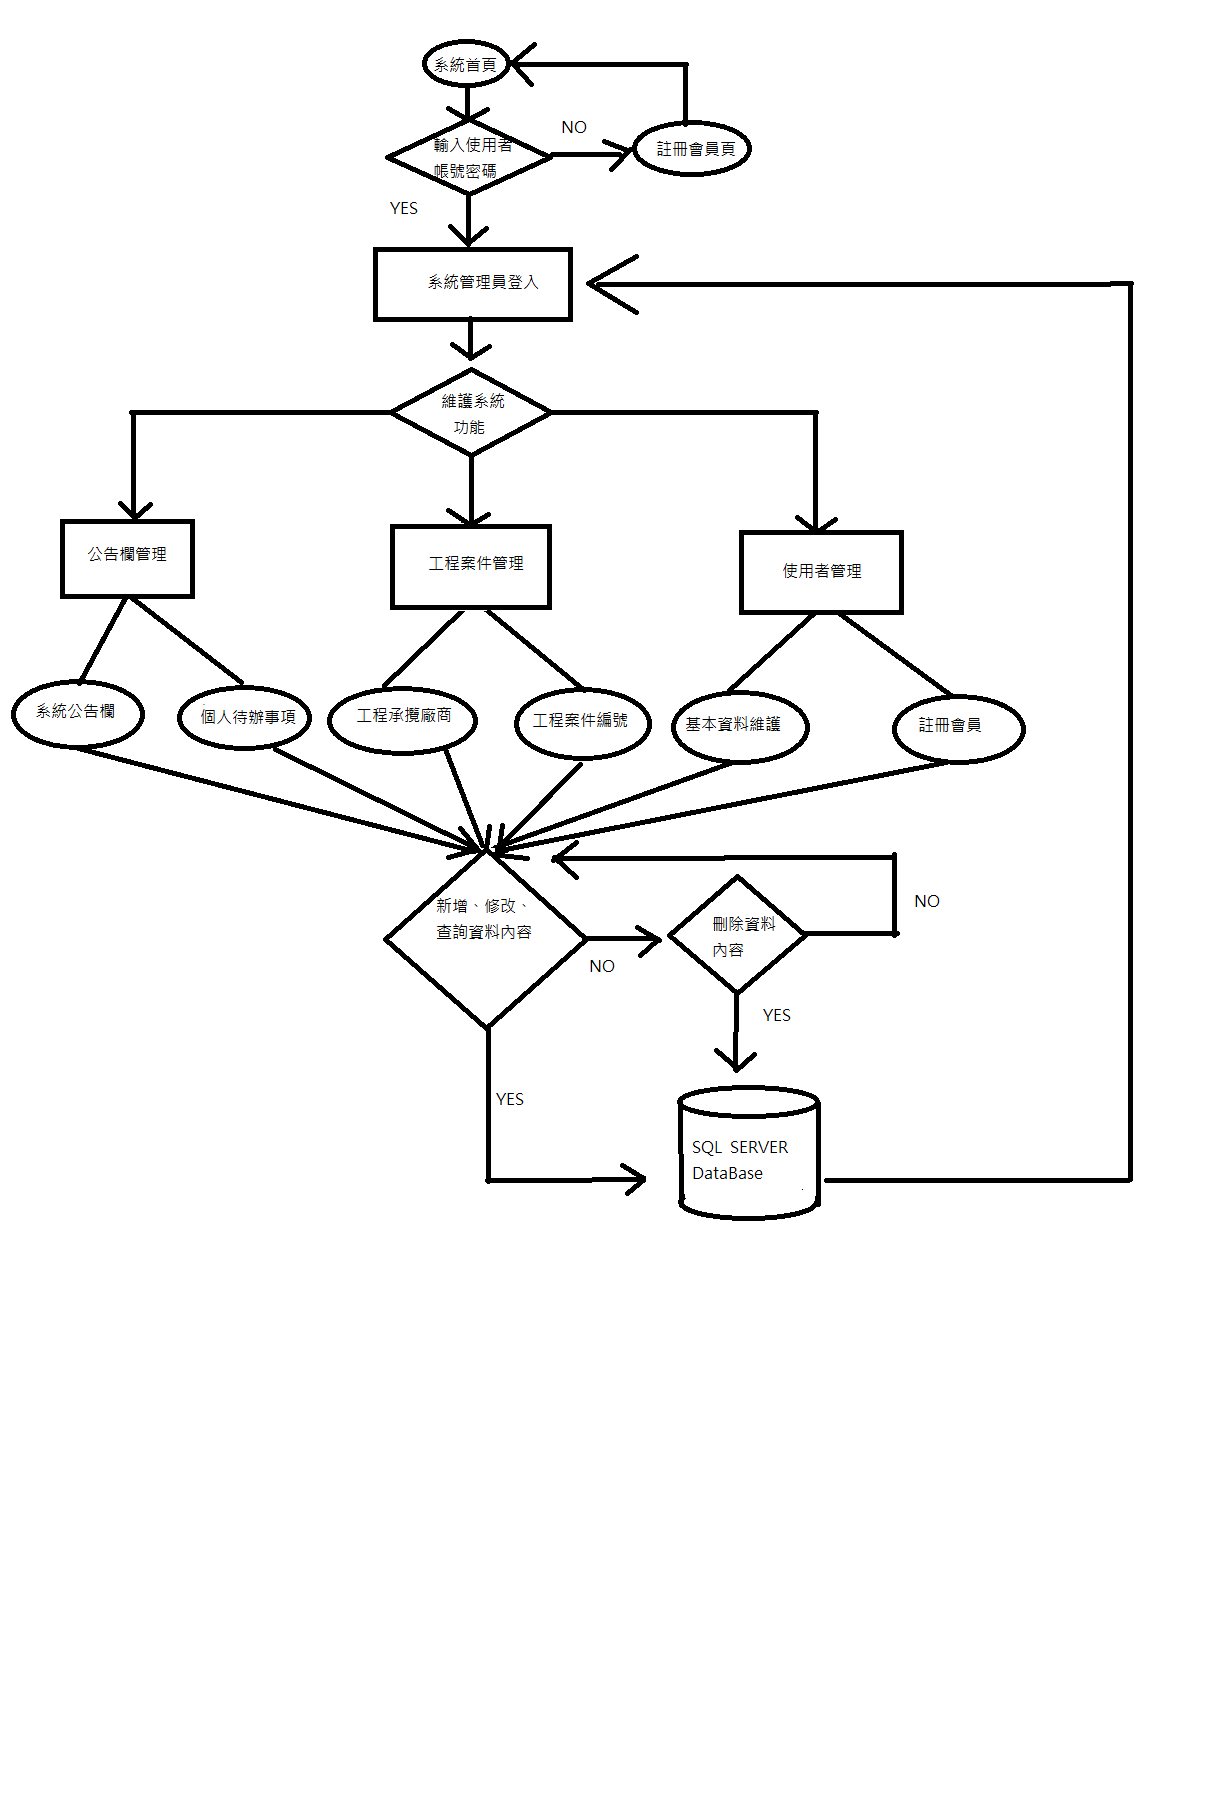 系統首頁
輸入使用者
帳號密碼
NO
註冊會員頁
YES
系統管理員登入
維護系統
功能
公告欄管理
工程案件管理
使用者管理
系統公告欄
個人待辦事項
工程承攬廠商
工程案件編號
基本資料維護
註冊會員
新增、修改、
查詢資料內容
NO
刪除資料
內容
NO
YES
YES
SQL SERVER
DataBase